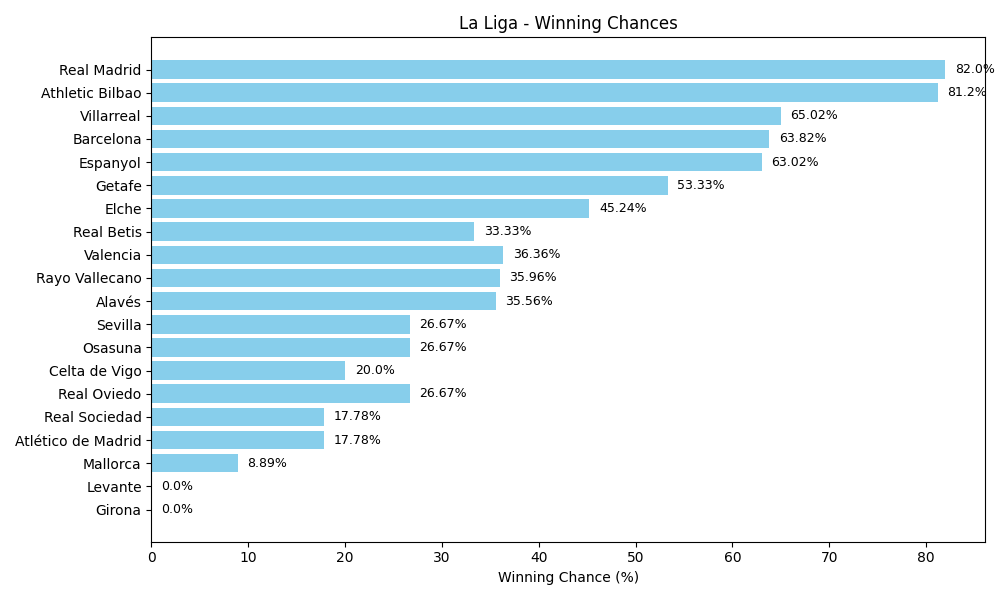 La Liga - Winning Chances
Real Madrid 82.0%
Athletic Bilbao 81.2%
Villarreal 65.02%
Barcelona 63.82%
Espanyol 63.02%
Getafe 53.33%
Elche 45.24%
Real Betis 33.33%
Valencia 36.36%
Rayo Vallecano 35.96%
Alavés 35.56%
Sevilla 26.67%
Osasuna 26.67%
Celta de Vigo 20.0%
Real Oviedo 26.67%
Real Sociedad 17.78%
Atlético de Madrid 17.78%
Mallorca 8.89%
Levante 0.0%
Girona 0.0%
0 10 20 30 40 50 60 70 80
Winning Chance (%)